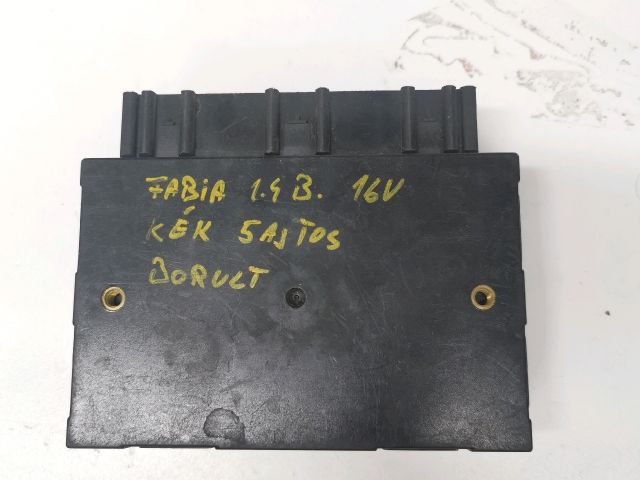 FABIA 1.4 B. 16V
KÉK 5AJTOS
BORULT